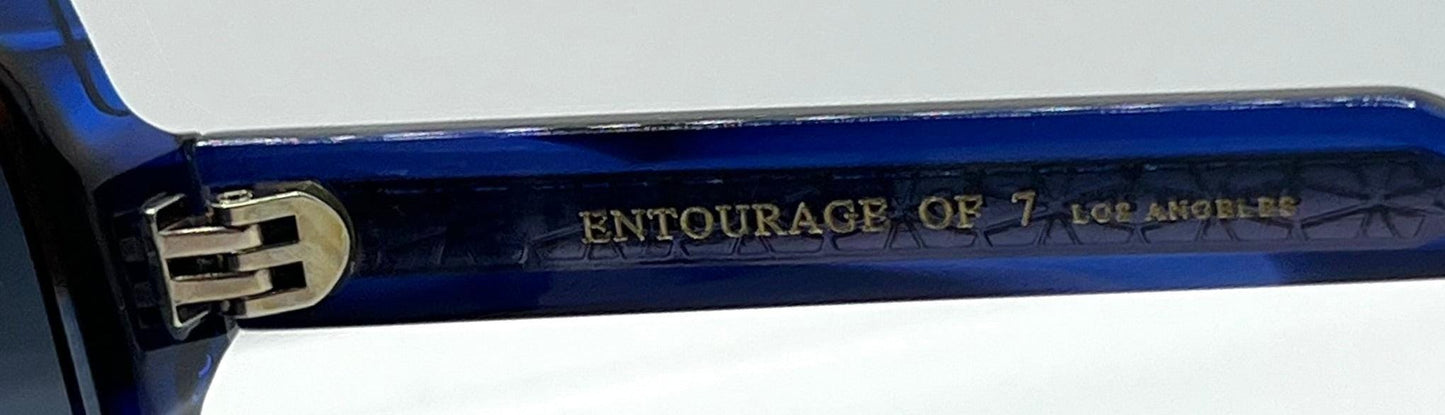 ENTOURAGE OF 7 LOS ANGELES